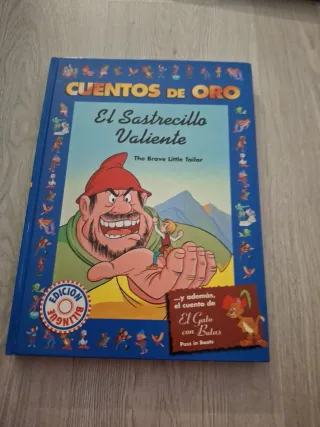 CUENTOS DE ORO
El Sastrecillo
Valiente
The Brave Little Tailor
EDICION
BILINGÜE
...y además,
el cuento de
El Gato
con Botas
Puss in Boots